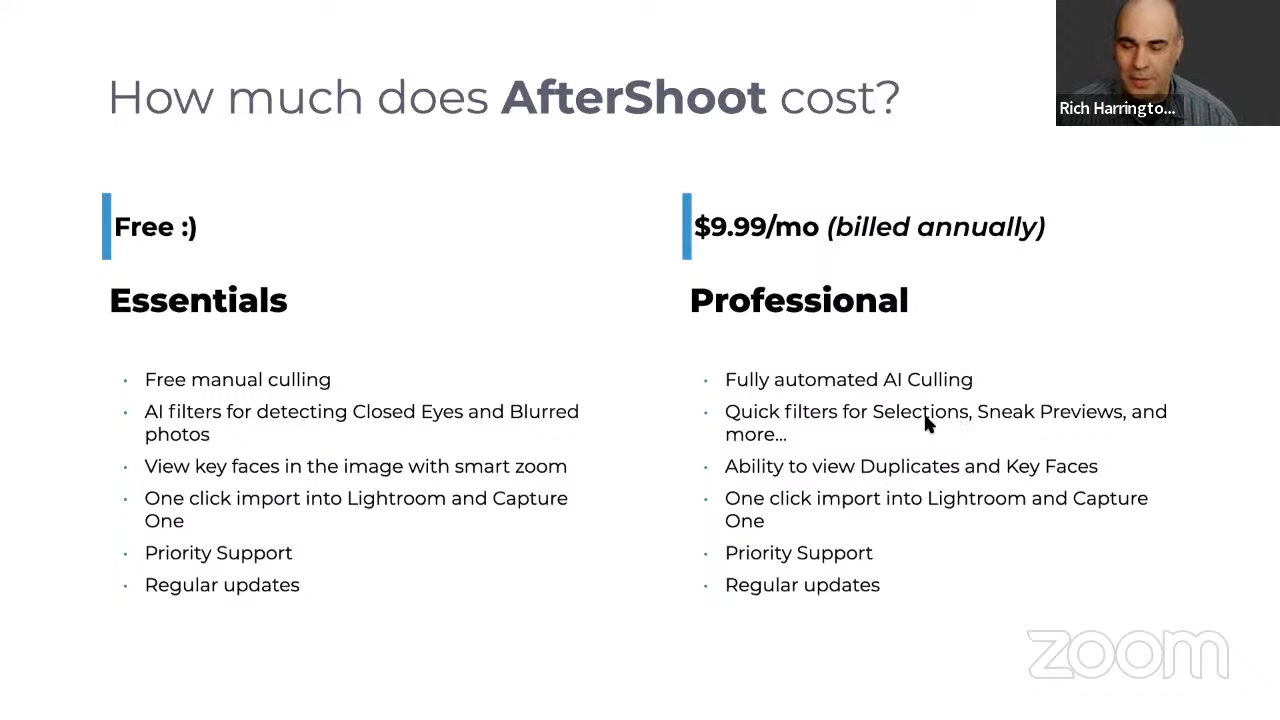 How much does AfterShoot cost?
Rich Harringto...
Free :)
Essentials
• Free manual culling
• AI filters for detecting Closed Eyes and Blurred
photos
• View key faces in the image with smart zoom
• One click import into Lightroom and Capture
One
• Priority Support
• Regular updates
$9.99/mo (billed annually)
Professional
• Fully automated AI Culling
• Quick filters for Selections, Sneak Previews, and
more...
• Ability to view Duplicates and Key Faces
• One click import into Lightroom and Capture
One
• Priority Support
• Regular updates
zoom